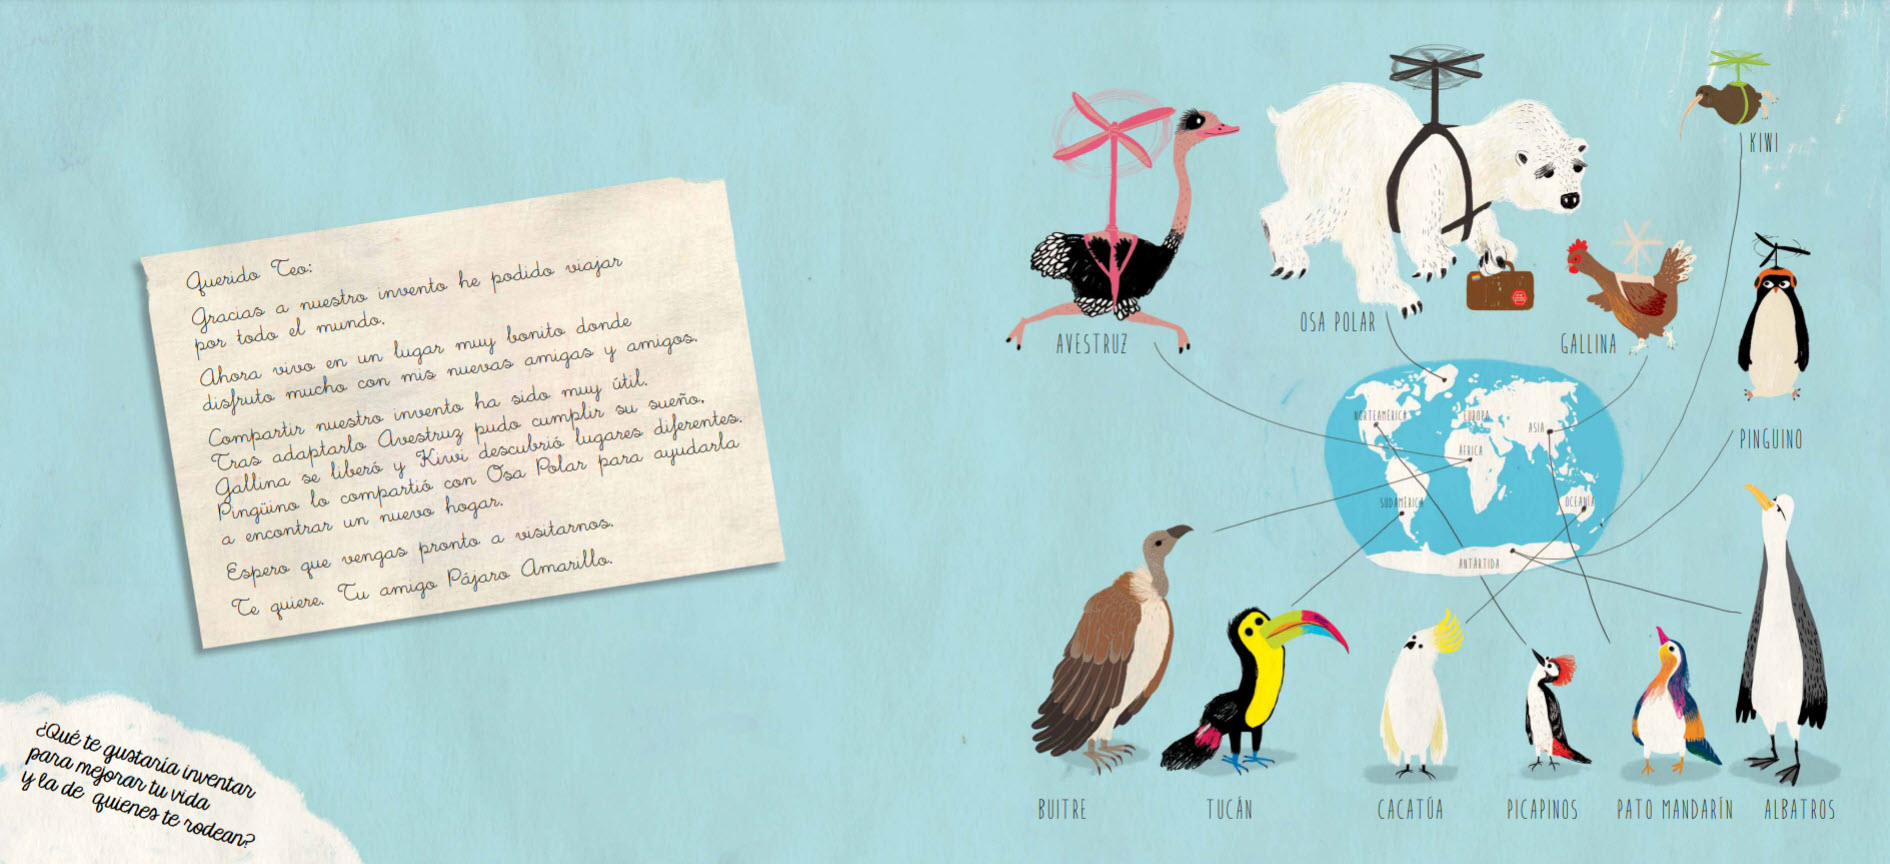 Querido Teo:
Gracias a nuestro invento he podido viajar
por todo el mundo.
Ahora vivo en un lugar muy bonito donde
disfruto mucho con mis nuevas amigas y amigos.
Compartir nuestro invento ha sido muy útil.
Tras adaptarlo Avestruz pudo cumplir su sueño,
Gallina se liberó y Kiwi descubrió lugares diferentes.
Pingüino lo compartió con Osa Polar para ayudarla
a encontrar un nuevo hogar.
Espero que vengas pronto a visitarnos.
Te quiere. Tu amigo Pájaro Amarillo.
¿Qué te gustaría inventar
para mejorar tu vida
y la de quienes te rodean?
KIWI
AVESTRUZ
OSA POLAR
GALLINA
PINGUINO
NORTEAMÉRICA
EUROPA
ASIA
AFRICA
SUDAMÉRICA
OCEANÍA
ANTÁRTIDA
BUITRE
TUCÁN
CACATÚA
PICAPINOS
PATO MANDARÍN
ALBATROS